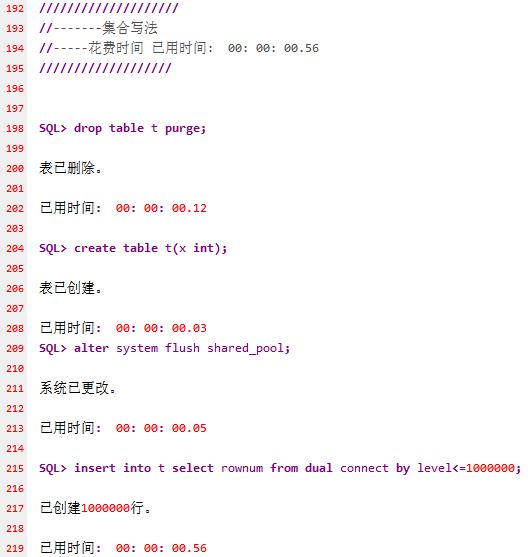 192 ////////////////////
193 //-------集合写法
194 //-----花费时间 已用时间: 00: 00: 00.56
195 ///////////////////
196
197
198 SQL> drop table t purge;
199
200 表已删除。
201
202 已用时间: 00: 00: 00.12
203
204 SQL> create table t(x int);
205
206 表已创建。
207
208 已用时间: 00: 00: 00.03
209 SQL> alter system flush shared_pool;
210
211 系统已更改。
212
213 已用时间: 00: 00: 00.05
214
215 SQL> insert into t select rownum from dual connect by level<=1000000;
216
217 已创建1000000行。
218
219 已用时间: 00: 00: 00.56